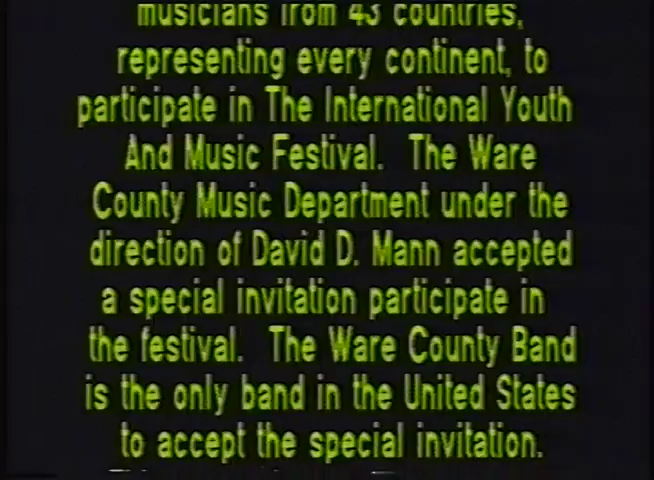 musicians from 43 countries,
representing every continent, to
participate in The International Youth
And Music Festival. The Ware
County Music Department under the
direction of David D. Mann accepted
a special invitation participate in
the festival. The Ware County Band
is the only band in the United States
to accept the special invitation.